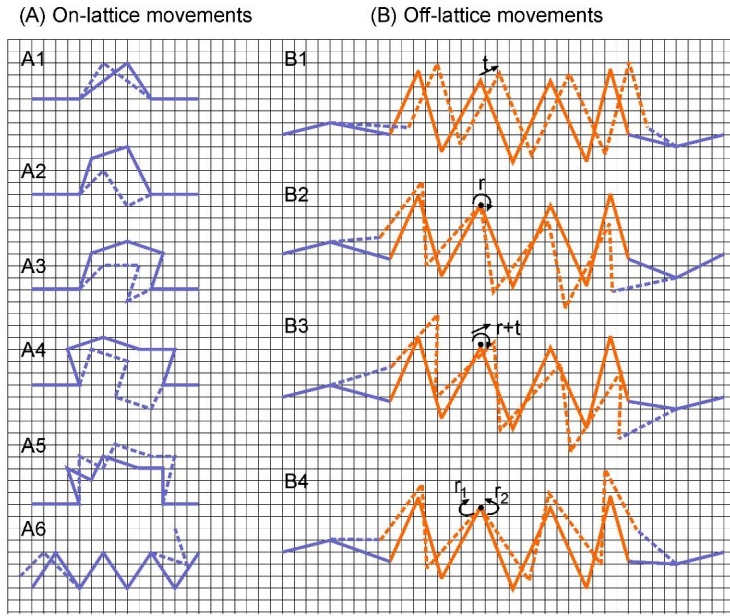 (A) On-lattice movements
(B) Off-lattice movements
A1
A2
A3
A4
A5
A6
B1
t
B2
r
B3
r+t
B4
r1 r2